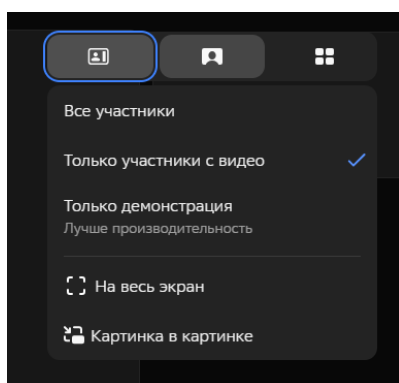 Все участники
Только участники с видео
Только демонстрация
Лучше производительность
На весь экран
Картинка в картинке